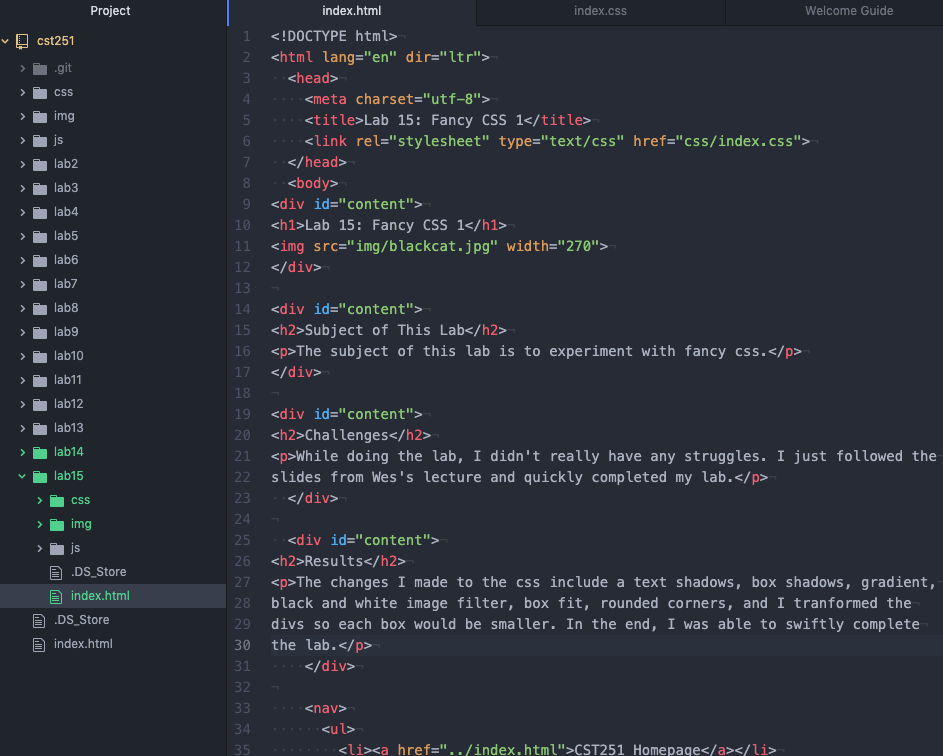 Project
cst251
.git
css
img
js
lab2
lab3
lab4
lab5
lab6
lab7
lab8
lab9
lab10
lab11
lab12
lab13
lab14
lab15
css
img
js
.DS_Store
index.html
.DS_Store
index.html
index.html
index.css
Welcome Guide
1 <!DOCTYPE html>
2 <html lang="en" dir="ltr">
3 <head>
4 <meta charset="utf-8">
5 <title>Lab 15: Fancy CSS 1</title>
6 <link rel="stylesheet" type="text/css" href="css/index.css">
7 </head>
8 <body>
9 <div id="content">
10 <h1>Lab 15: Fancy CSS 1</h1>
11 <img src="img/blackcat.jpg" width="270">
12 </div>
13
14 <div id="content">
15 <h2>Subject of This Lab</h2>
16 <p>The subject of this lab is to experiment with fancy css.</p>
17 </div>
18
19 <div id="content">
20 <h2>Challenges</h2>
21 <p>While doing the lab, I didn't really have any struggles. I just followed the
22 slides from Wes's lecture and quickly completed my lab.</p>
23 </div>
24
25 <div id="content">
26 <h2>Results</h2>
27 <p>The changes I made to the css include a text shadows, box shadows, gradient,
28 black and white image filter, box fit, rounded corners, and I tranformed the
29 divs so each box would be smaller. In the end, I was able to swiftly complete
30 the lab.</p>
31 </div>
32
33 <nav>
34 <ul>
35 <li><a href="../index.html">CST251 Homepage</a></li>